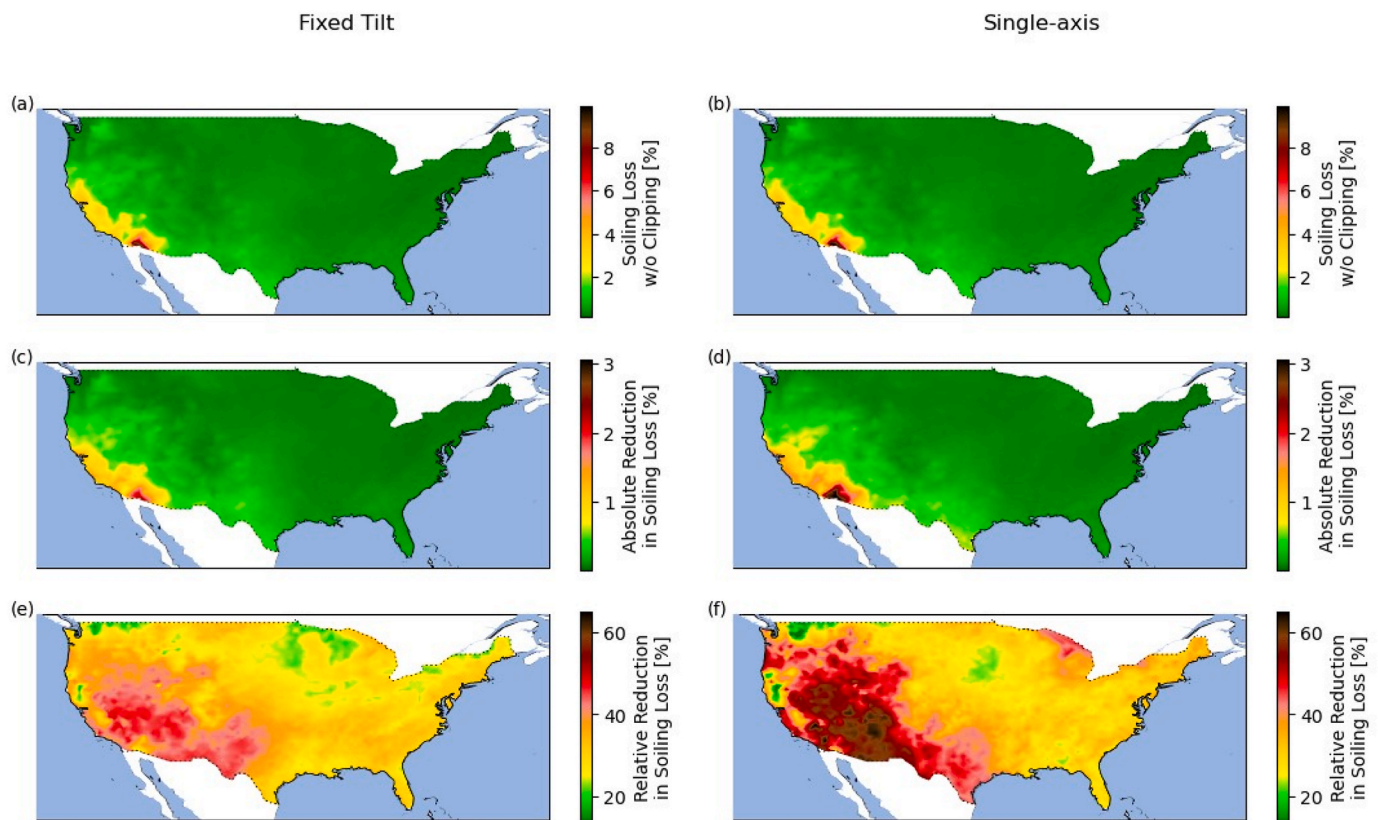 Fixed Tilt
Single-axis
(a)
8
6
4
2
Soiling Loss
w/o Clipping [%]
(b)
8
6
4
2
Soiling Loss
w/o Clipping [%]
(c)
3
2
1
Absolute Reduction
in Soiling Loss [%]
(d)
3
2
1
Absolute Reduction
in Soiling Loss [%]
(e)
60
40
20
Relative Reduction
in Soiling Loss [%]
(f)
60
40
20
Relative Reduction
in Soiling Loss [%]